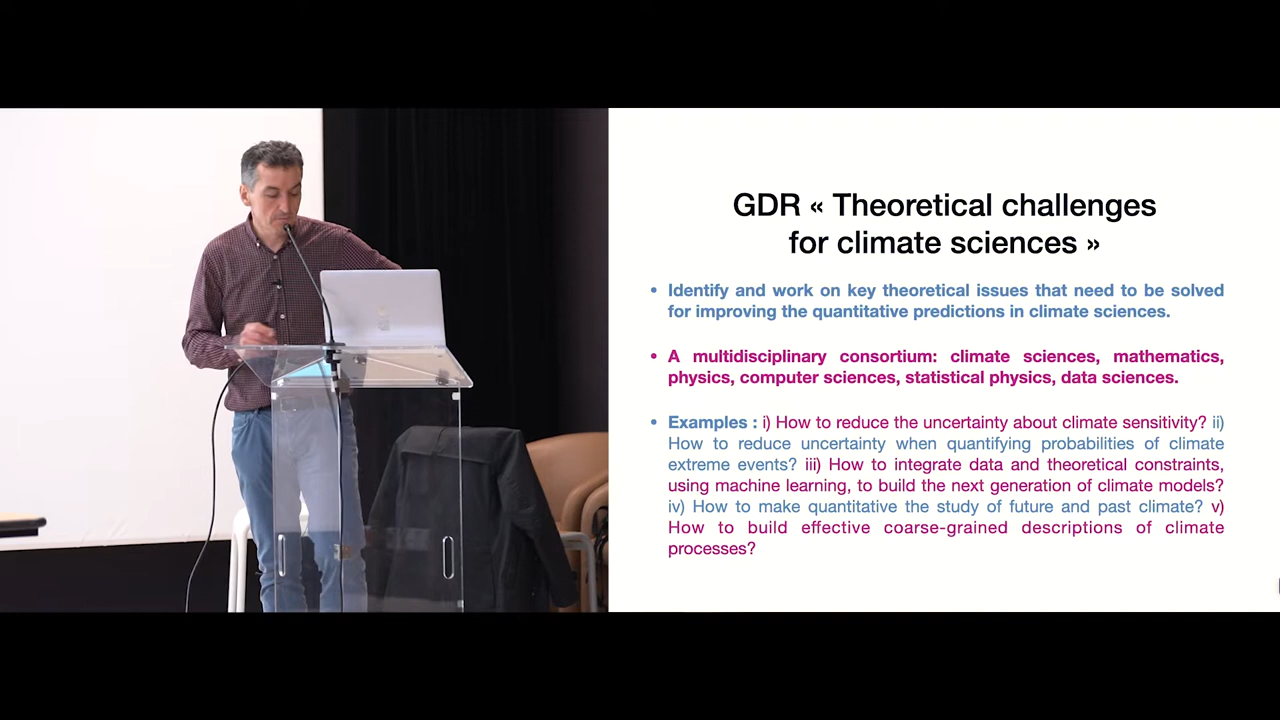 GDR « Theoretical challenges
for climate sciences »
• Identify and work on key theoretical issues that need to be solved
for improving the quantitative predictions in climate sciences.
• A multidisciplinary consortium: climate sciences, mathematics,
physics, computer sciences, statistical physics, data sciences.
• Examples : i) How to reduce the uncertainty about climate sensitivity? ii)
How to reduce uncertainty when quantifying probabilities of climate
extreme events? iii) How to integrate data and theoretical constraints,
using machine learning, to build the next generation of climate models?
iv) How to make quantitative the study of future and past climate? v)
How to build effective coarse-grained descriptions of climate
processes?